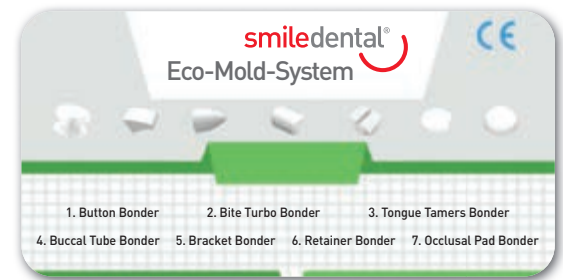 smiledental®
CE
Eco-Mold-System
1. Button Bonder 2. Bite Turbo Bonder 3. Tongue Tamers Bonder
4. Buccal Tube Bonder 5. Bracket Bonder 6. Retainer Bonder 7. Occlusal Pad Bonder